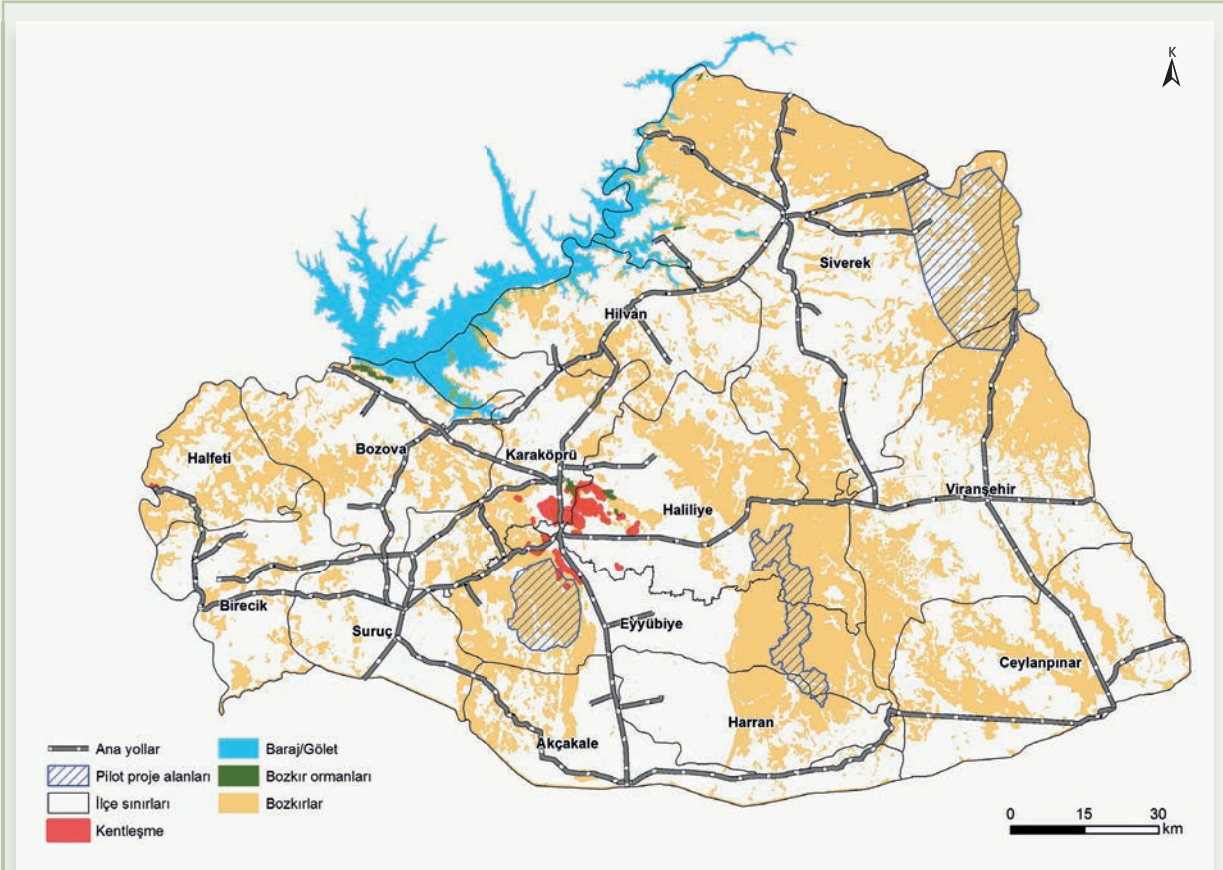 K
Siverek
Hilvan
Halfeti
Bozova
Karaköprü
Haliliye
Viranşehir
Birecik
Suruç
Eyyübiye
Ceylanpınar
Harran
Akçakale
Ana yollar
Pilot proje alanları
İlçe sınırları
Kentleşme
Baraj/Gölet
Bozkır ormanları
Bozkırlar
0 15 30
km